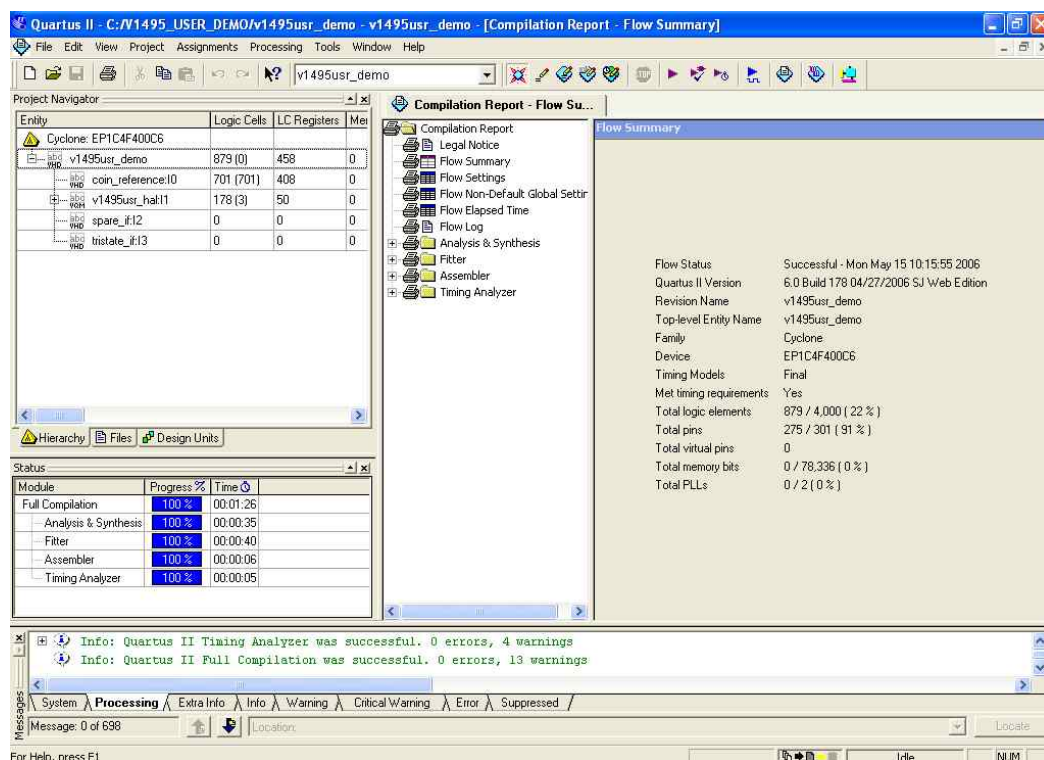 Quartus II - C:/V1495_USER_DEMO/v1495usr_demo - v1495usr_demo - [Compilation Report - Flow Summary]
File Edit View Project Assignments Processing Tools Window Help
v1495usr_demo
Project Navigator
Entity Logic Cells LC Registers
Cyclone: EP1C4F400C6
v1495usr_demo 879 (0) 458 0
coin_reference:I0 701 (701) 408 0
v1495usr_hal:I1 178 (3) 50 0
spare_if:I2 0 0 0
tristate_if:I3 0 0 0
Hierarchy Files Design Units
Status
Module Progress % Time
Full Compilation 100 % 00:01:26
Analysis & Synthesis 100 % 00:00:35
Fitter 100 % 00:00:40
Assembler 100 % 00:00:06
Timing Analyzer 100 % 00:00:05
Compilation Report - Flow Su...
Compilation Report
Legal Notice
Flow Summary
Flow Settings
Flow Non-Default Global Settir
Flow Elapsed Time
Flow Log
Analysis & Synthesis
Fitter
Assembler
Timing Analyzer
Flow Summary
Flow Status Successful - Mon May 15 10:15:55 2006
Quartus II Version 6.0 Build 178 04/27/2006 SJ Web Edition
Revision Name v1495usr_demo
Top-level Entity Name v1495usr_demo
Family Cyclone
Device EP1C4F400C6
Timing Models Final
Met timing requirements Yes
Total logic elements 879 / 4,000 ( 22 % )
Total pins 275 / 301 ( 91 % )
Total virtual pins 0
Total memory bits 0 / 78,336 ( 0 % )
Total PLLs 0 / 2 ( 0 % )
Info: Quartus II Timing Analyzer was successful. 0 errors, 4 warnings
Info: Quartus II Full Compilation was successful. 0 errors, 13 warnings
Messages
System Processing Extra Info Info Warning Critical Warning Error Suppressed
Message: 0 of 698 Location: Locate
For Help, press F1 Idle NUM